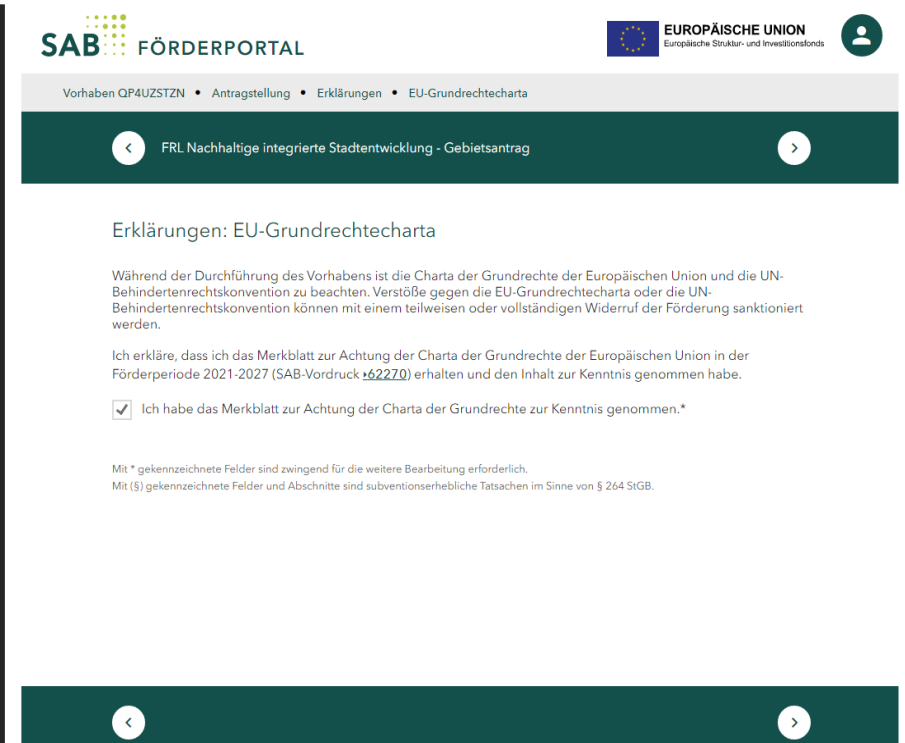 SAB FÖRDERPORTAL
EUROPÄISCHE UNION
Europäische Struktur- und Investitionsfonds
Vorhaben QP4UZSTZN • Antragstellung • Erklärungen • EU-Grundrechtecharta
FRL Nachhaltige integrierte Stadtentwicklung - Gebietsantrag
Erklärungen: EU-Grundrechtecharta
Während der Durchführung des Vorhabens ist die Charta der Grundrechte der Europäischen Union und die UN-
Behindertenrechtskonvention zu beachten. Verstöße gegen die EU-Grundrechtecharta oder die UN-
Behindertenrechtskonvention können mit einem teilweisen oder vollständigen Widerruf der Förderung sanktioniert
werden.
Ich erkläre, dass ich das Merkblatt zur Achtung der Charta der Grundrechte der Europäischen Union in der
Förderperiode 2021-2027 (SAB-Vordruck ▸62270) erhalten und den Inhalt zur Kenntnis genommen habe.
Ich habe das Merkblatt zur Achtung der Charta der Grundrechte zur Kenntnis genommen.*
Mit * gekennzeichnete Felder sind zwingend für die weitere Bearbeitung erforderlich.
Mit (§) gekennzeichnete Felder und Abschnitte sind subventionserhebliche Tatsachen im Sinne von § 264 StGB.